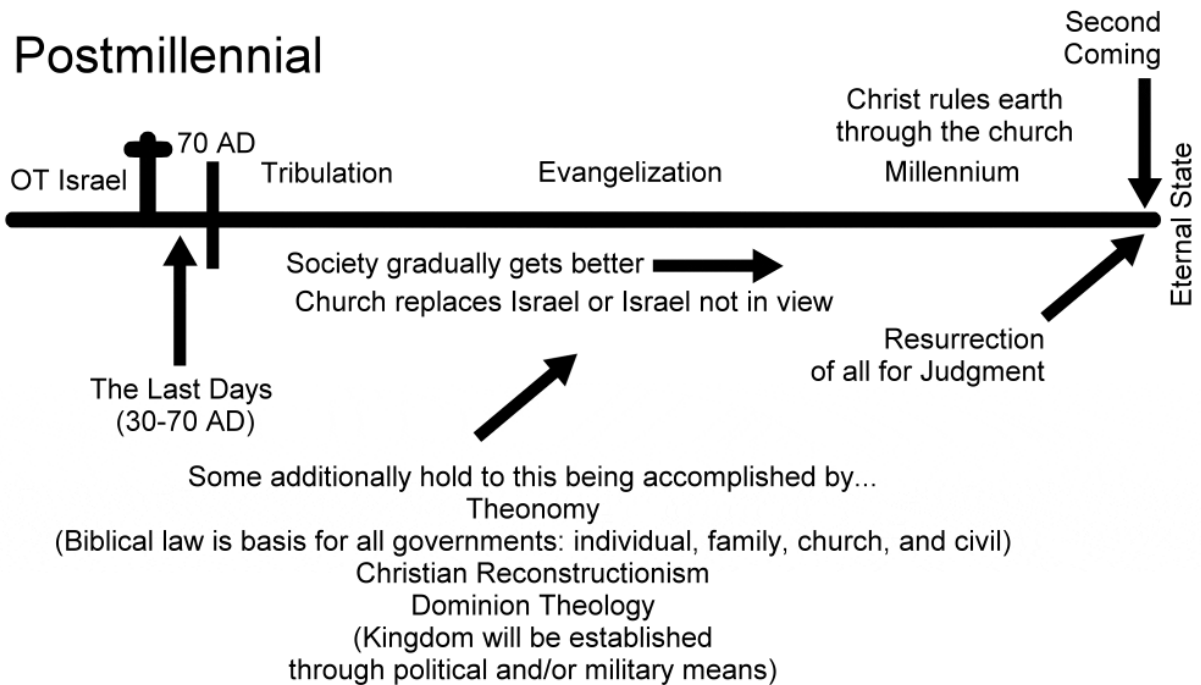 Postmillennial
Second
Coming
Christ rules earth
through the church
70 AD
OT Israel
Tribulation
Evangelization
Millennium
Eternal State
Society gradually gets better
Church replaces Israel or Israel not in view
Resurrection
of all for Judgment
The Last Days
(30-70 AD)
Some additionally hold to this being accomplished by...
Theonomy
(Biblical law is basis for all governments: individual, family, church, and civil)
Christian Reconstructionism
Dominion Theology
(Kingdom will be established
through political and/or military means)